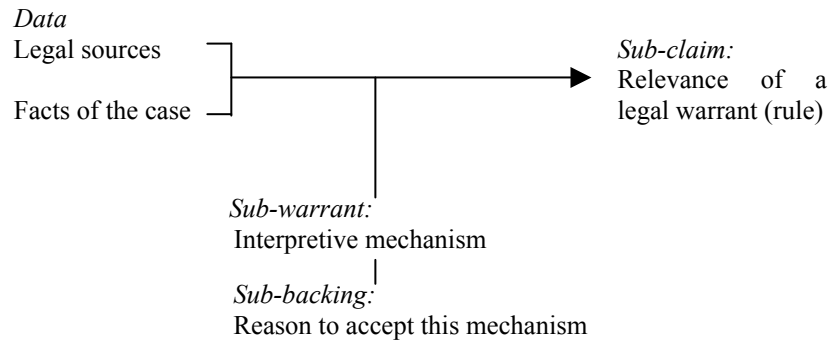 Data
Legal sources
Facts of the case
Sub-claim:
Relevance of a
legal warrant (rule)
Sub-warrant:
Interpretive mechanism
Sub-backing:
Reason to accept this mechanism